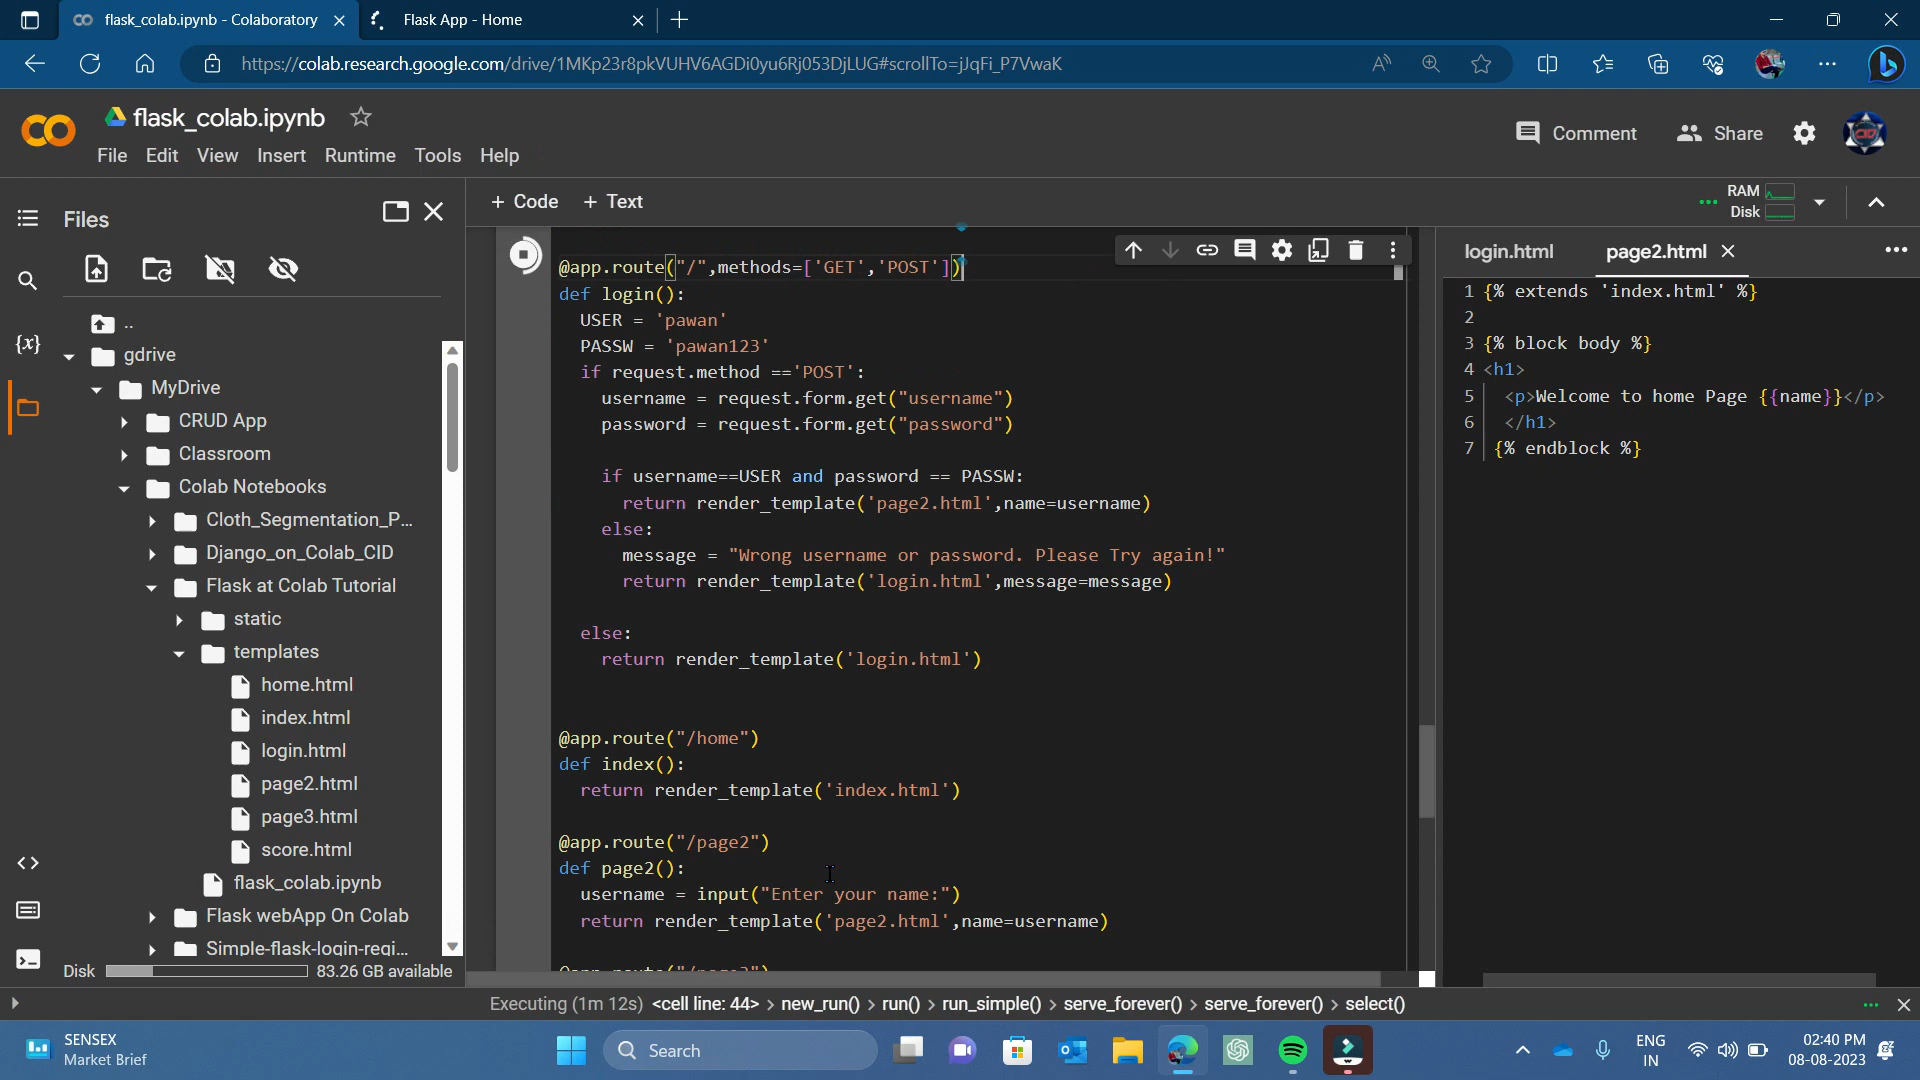 flask_colab.ipynb - Colaboratory
Flask App - Home
https://colab.research.google.com/drive/1MKp23r8pkVUHV6AGDi0yu6Rj053DjLUG#scrollTo=jJqFi_P7VwaK
flask_colab.ipynb
File Edit View Insert Runtime Tools Help
Comment
Share
Files
+ Code + Text
RAM
Disk
..
gdrive
MyDrive
CRUD App
Classroom
Colab Notebooks
Cloth_Segmentation_P...
Django_on_Colab_CID
Flask at Colab Tutorial
static
templates
home.html
index.html
login.html
page2.html
page3.html
score.html
flask_colab.ipynb
Flask webApp On Colab
Simple-flask-login-regi...
Disk 83.26 GB available
@app.route("/",methods=['GET','POST'])
def login():
USER = 'pawan'
PASSW = 'pawan123'
if request.method =='POST':
username = request.form.get("username")
password = request.form.get("password")
if username==USER and password == PASSW:
return render_template('page2.html',name=username)
else:
message = "Wrong username or password. Please Try again!"
return render_template('login.html',message=message)
else:
return render_template('login.html')
@app.route("/home")
def index():
return render_template('index.html')
@app.route("/page2")
def page2():
username = input("Enter your name:")
return render_template('page2.html',name=username)
@app.route("/page3")
login.html
page2.html
1 {% extends 'index.html' %}
2
3 {% block body %}
4 <h1>
5 <p>Welcome to home Page {{name}}</p>
6 </h1>
7 {% endblock %}
Executing (1m 12s) <cell line: 44> > new_run() > run() > run_simple() > serve_forever() > serve_forever() > select()
SENSEX
Market Brief
Search
ENG
IN
02:40 PM
08-08-2023